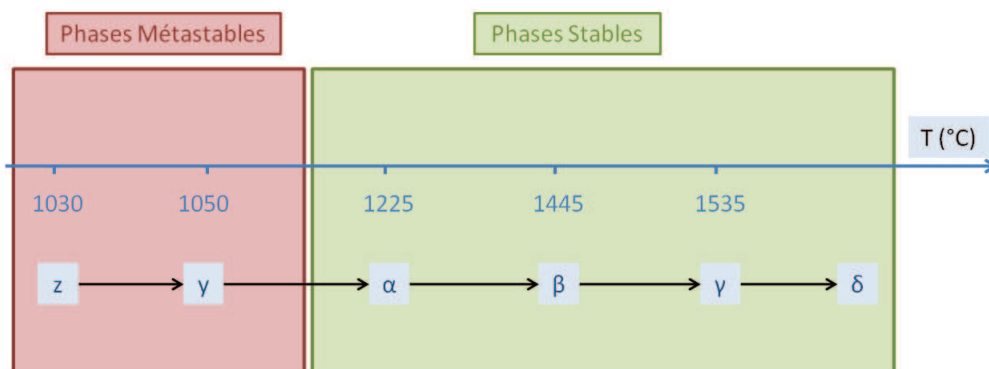 Phases Métastables
Phases Stables
T (°C)
1030 1050 1225 1445 1535
z y α β γ δ